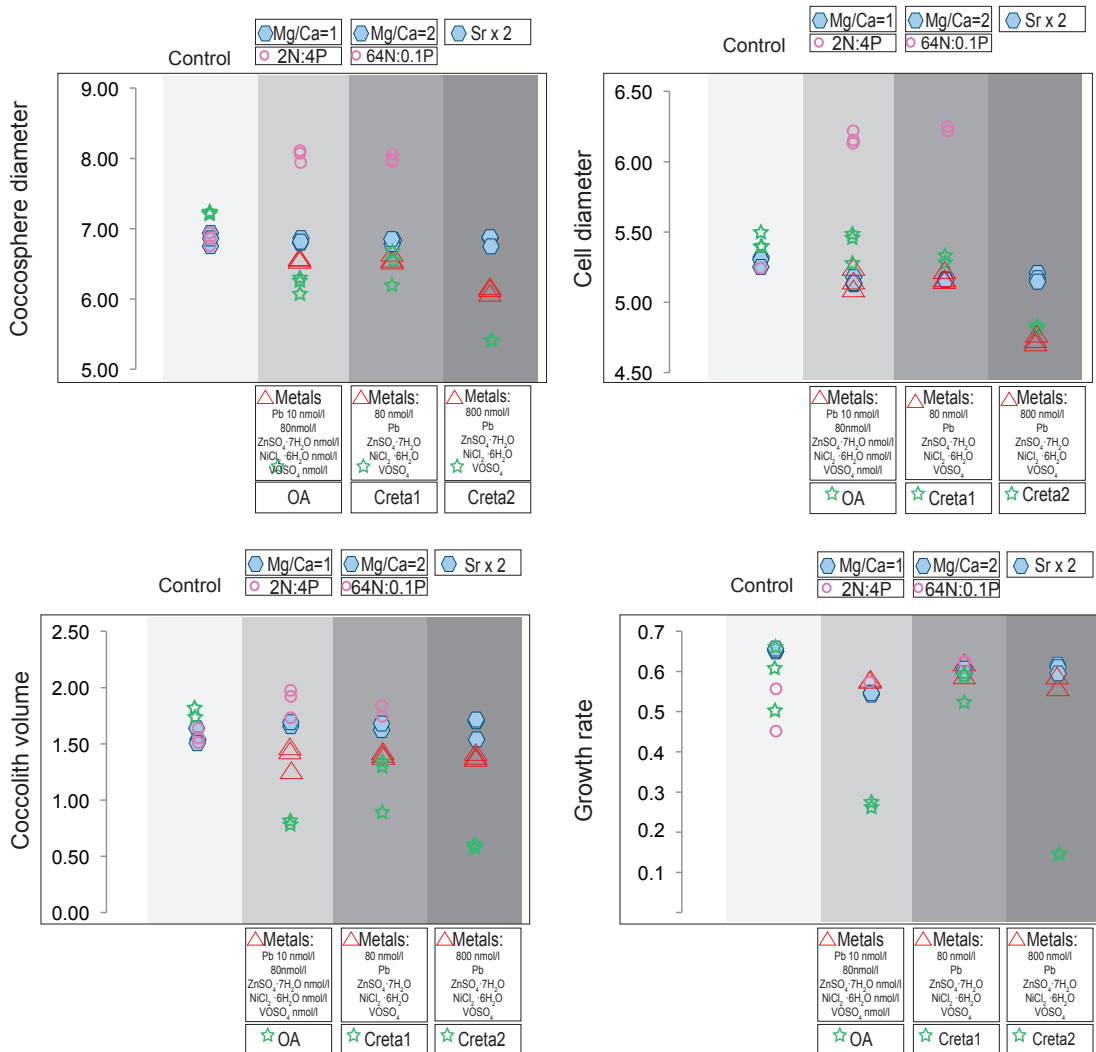 Mg/Ca=1 Mg/Ca=2 Sr x 2
Control 2N:4P 64N:0.1P
Coccosphere diameter
9.00
8.00
7.00
6.00
5.00
Metals Metals: Metals:
Pb 10 nmol/l 80 nmol/l 800 nmol/l
80nmol/l Pb Pb
ZnSO4·7H2O nmol/l ZnSO4·7H2O ZnSO4·7H2O
NiCl2·6H2O nmol/l NiCl2·6H2O NiCl2·6H2O
VOSO4 nmol/l VOSO4 VOSO4
OA Creta1 Creta2
Mg/Ca=1 Mg/Ca=2 Sr x 2
Control 2N:4P 64N:0.1P
Cell diameter
6.50
6.00
5.50
5.00
4.50
Metals Metals: Metals:
Pb 10 nmol/l 80 nmol/l 800 nmol/l
80nmol/l Pb Pb
ZnSO4·7H2O nmol/l ZnSO4·7H2O ZnSO4·7H2O
NiCl2·6H2O nmol/l NiCl2·6H2O NiCl2·6H2O
VOSO4 nmol/l VOSO4 VOSO4
OA Creta1 Creta2
Mg/Ca=1 Mg/Ca=2 Sr x 2
Control 2N:4P 64N:0.1P
Coccolith volume
2.50
2.00
1.50
1.00
0.50
0.00
Metals: Metals: Metals:
Pb 10 nmol/l 80 nmol/l 800 nmol/l
80nmol/l Pb Pb
ZnSO4·7H2O nmol/l ZnSO4·7H2O ZnSO4·7H2O
NiCl2·6H2O nmol/l NiCl2·6H2O NiCl2·6H2O
VOSO4 nmol/l VOSO4 VOSO4
OA Creta1 Creta2
Mg/Ca=1 Mg/Ca=2 Sr x 2
Control 2N:4P 64N:0.1P
Growth rate
0.7
0.6
0.5
0.4
0.3
0.2
0.1
Metals Metals: Metals:
Pb 10 nmol/l 80 nmol/l 800 nmol/l
80nmol/l Pb Pb
ZnSO4·7H2O nmol/l ZnSO4·7H2O ZnSO4·7H2O
NiCl2·6H2O nmol/l NiCl2·6H2O NiCl2·6H2O
VOSO4 nmol/l VOSO4 VOSO4
OA Creta1 Creta2